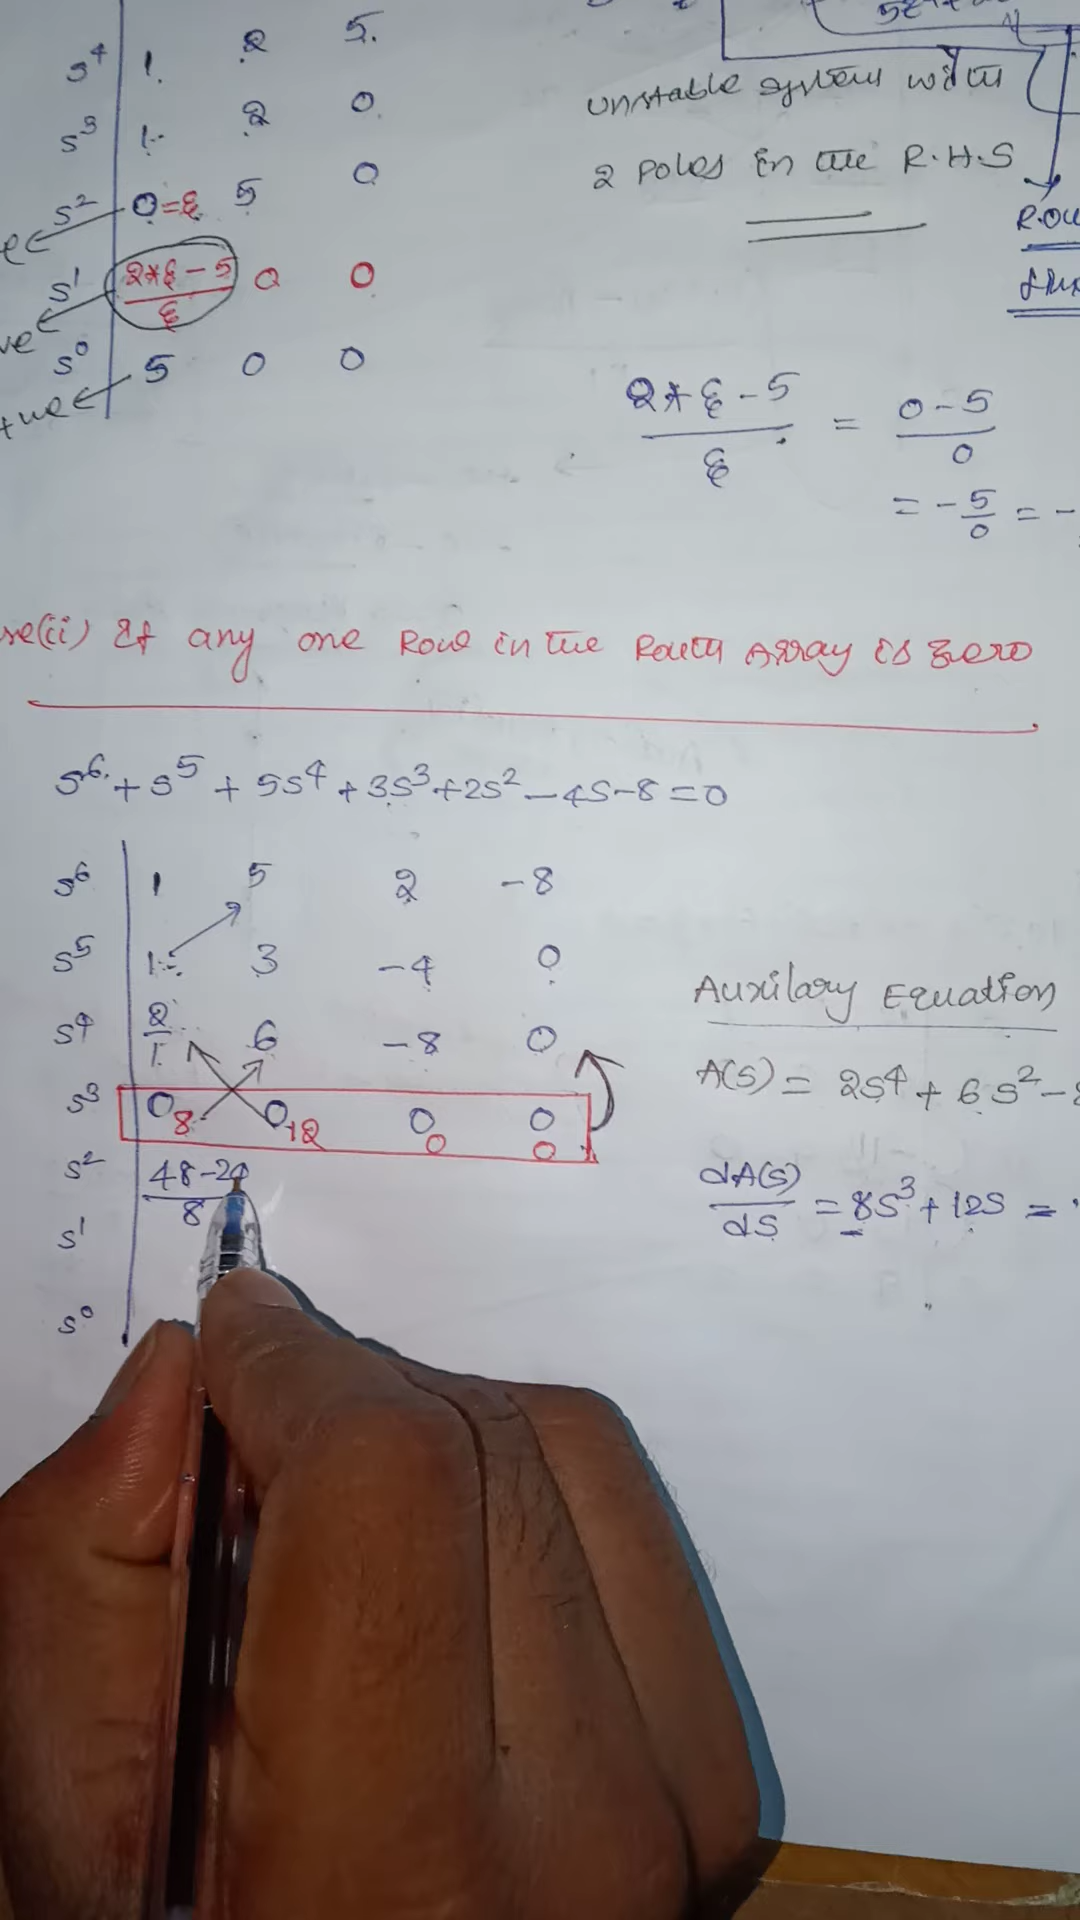 s⁴ 1. 2 5.
s³ 1 2 0
s² 0=ε 5 0
s¹ 2*ε-5/ε 0 0
s⁰ 5 0 0
+ve
unstable system with
2 poles in the R.H.S
2*ε-5/ε = 0-5/0
= -5/0 = -
(ii) If any one Row in the Routh Array is zero
s⁶ + s⁵ + 5s⁴ + 3s³ + 2s² - 4s - 8 = 0
s⁶ 1 5 2 -8
s⁵ 1 3 -4 0
s⁴ 2/1 6 -8 0
s³ 0 8 0 12 0 0 0 0
s² 48-24/8
s¹
s⁰
Auxilary Equation
A(s) = 2s⁴ + 6s² - 8
dA(s)/ds = 8s³ + 12s =